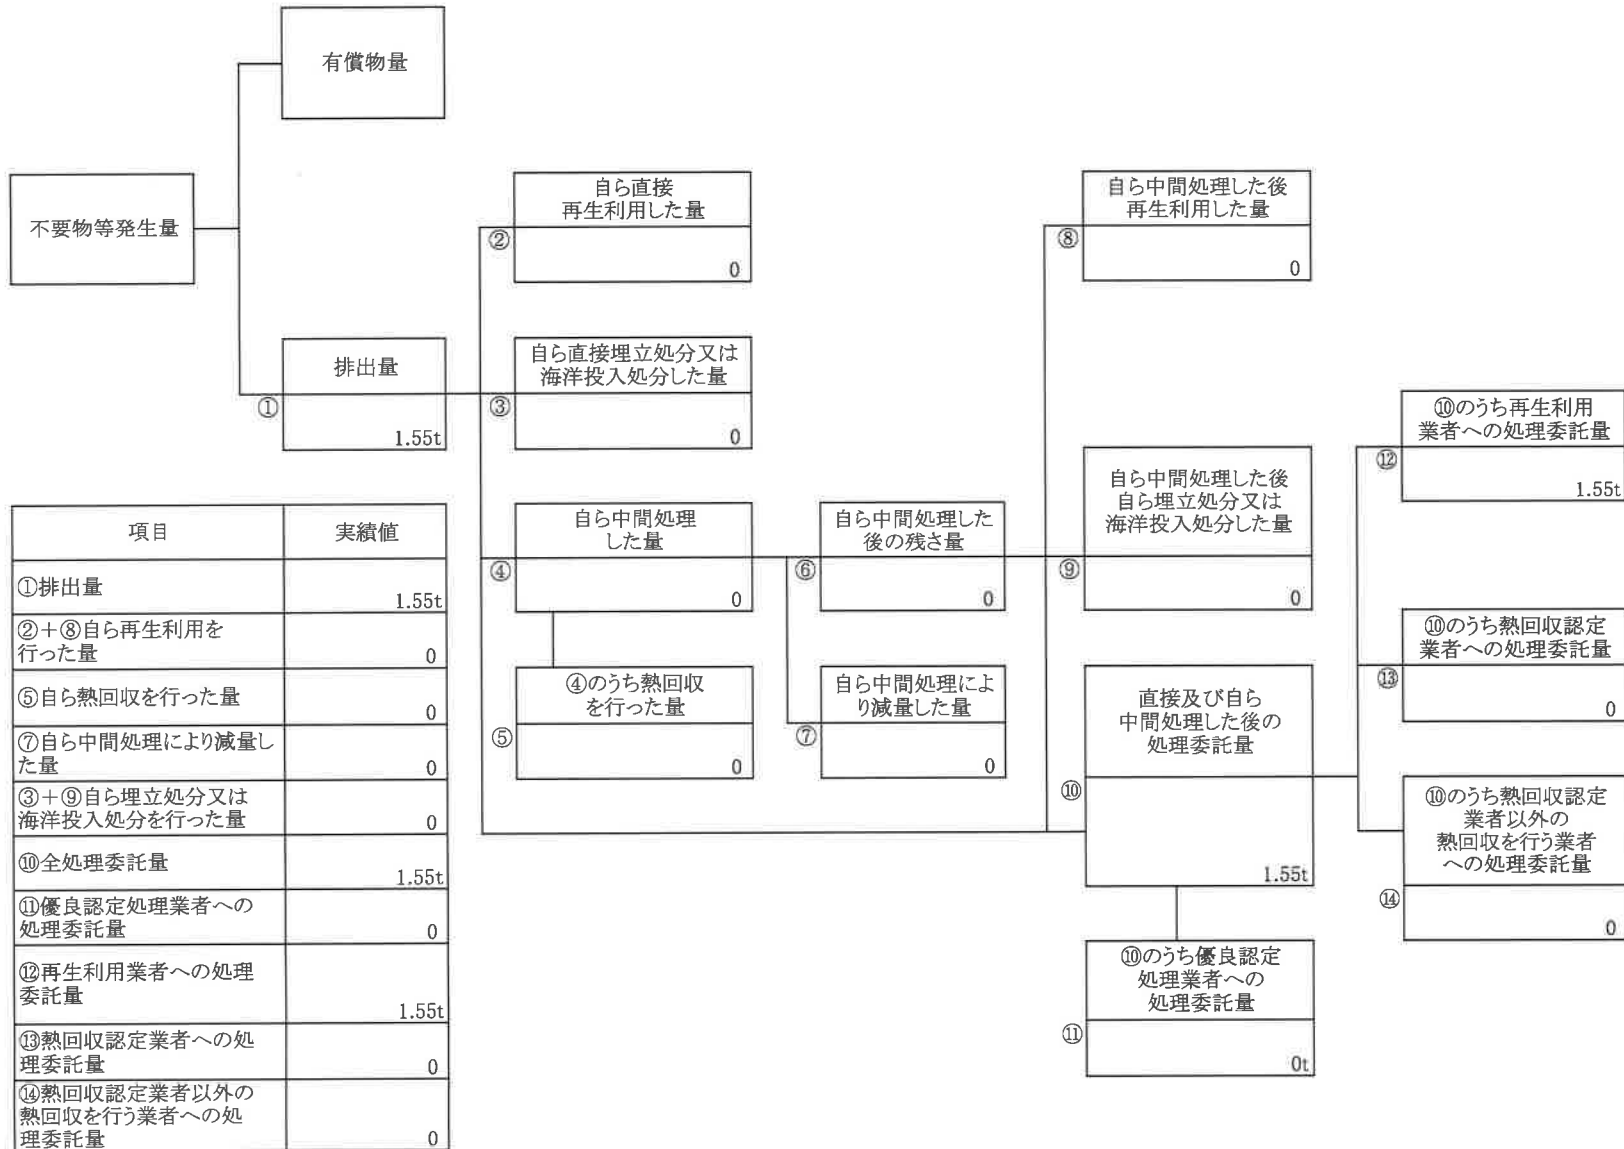 有償物量
不要物等発生量
排出量
①
1.55t
自ら直接
再生利用した量
②
0
自ら直接埋立処分又は
海洋投入処分した量
③
0
自ら中間処理
した量
④
0
④のうち熱回収
を行った量
⑤
0
自ら中間処理した
後の残さ量
⑥
0
自ら中間処理によ
り減量した量
⑦
0
自ら中間処理した後
再生利用した量
⑧
0
自ら中間処理した後
自ら埋立処分又は
海洋投入処分した量
⑨
0
直接及び自ら
中間処理した後の
処理委託量
⑩
1.55t
⑩のうち優良認定
処理業者への
処理委託量
⑪
0t
⑩のうち再生利用
業者への処理委託量
⑫
1.55t
⑩のうち熱回収認定
業者への処理委託量
⑬
0
⑩のうち熱回収認定
業者以外の
熱回収を行う業者
への処理委託量
⑭
0
項目 実績値
①排出量
1.55t
②+⑧自ら再生利用を
行った量 0
⑤自ら熱回収を行った量
0
⑦自ら中間処理により減量し
た量 0
③+⑨自ら埋立処分又は
海洋投入処分を行った量 0
⑩全処理委託量
1.55t
⑪優良認定処理業者への
処理委託量 0
⑫再生利用業者への処理
委託量
1.55t
⑬熱回収認定業者への処
理委託量 0
⑭熱回収認定業者以外の
熱回収を行う業者への処
理委託量 0